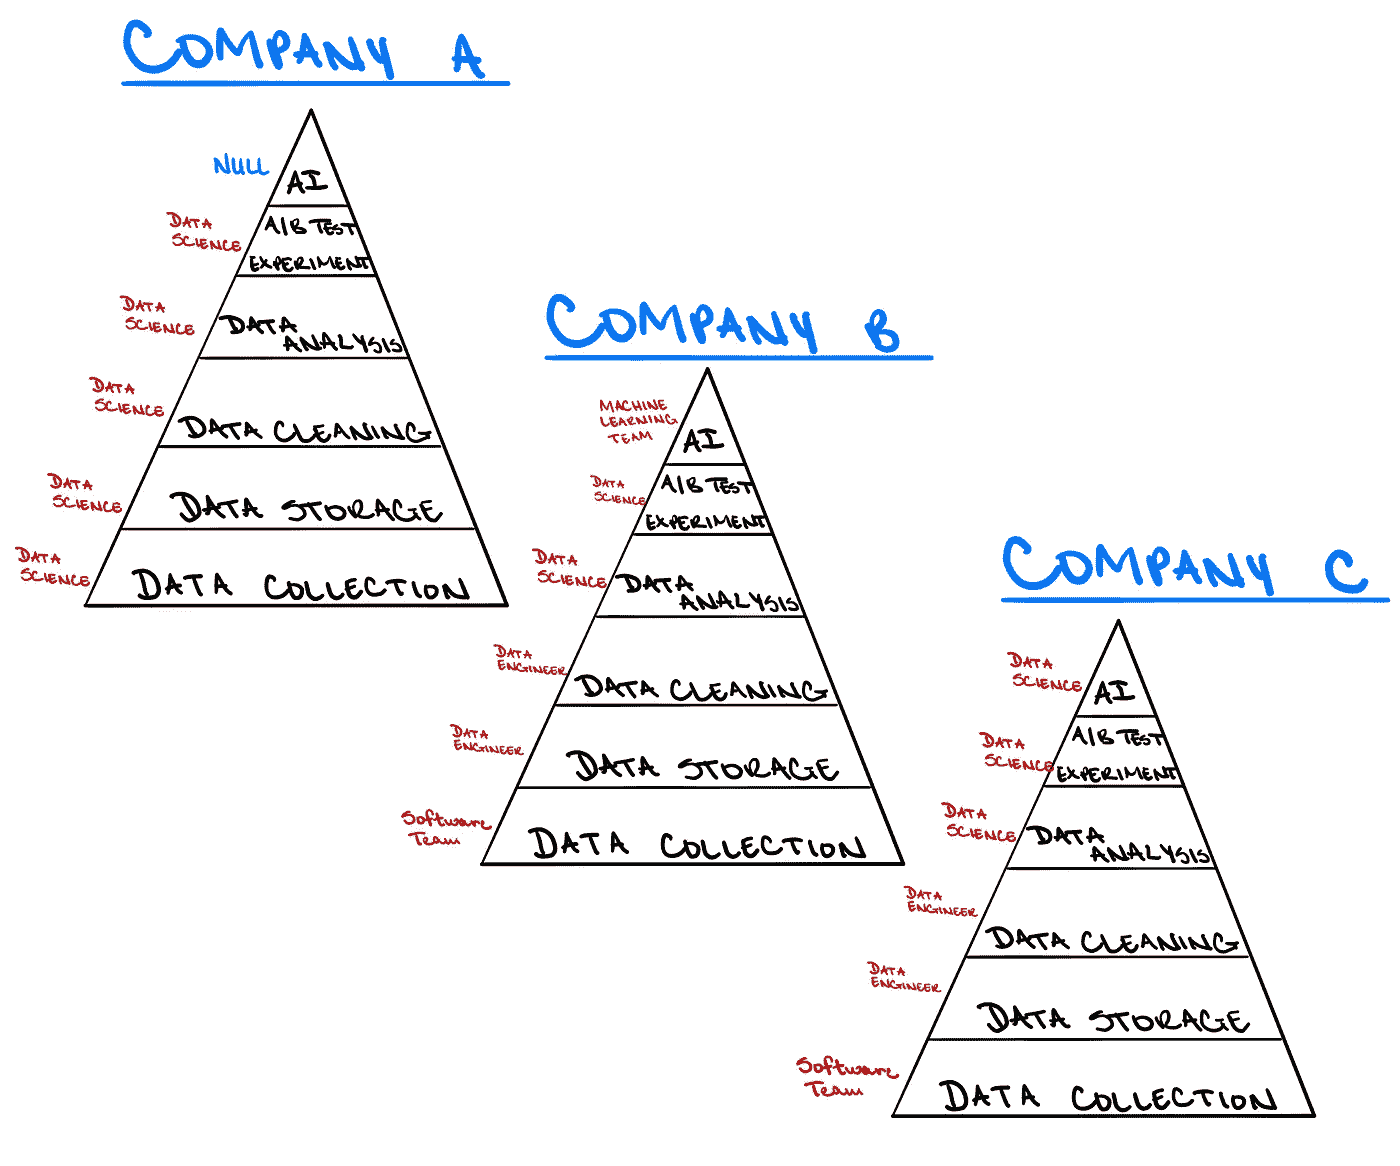 COMPANY A
NULL
AI
DATA
SCIENCE
A/B TEST
EXPERIMENT
DATA
SCIENCE
DATA
ANALYSIS
DATA
SCIENCE
DATA CLEANING
DATA
SCIENCE
DATA STORAGE
DATA
SCIENCE
DATA COLLECTION
COMPANY B
MACHINE
LEARNING
TEAM
AI
DATA
SCIENCE
A/B TEST
EXPERIMENT
DATA
SCIENCE
DATA
ANALYSIS
DATA
ENGINEER
DATA CLEANING
DATA
ENGINEER
DATA STORAGE
Software
Team
DATA COLLECTION
COMPANY C
DATA
SCIENCE
AI
DATA
SCIENCE
A/B TEST
EXPERIMENT
DATA
SCIENCE
DATA
ANALYSIS
DATA
ENGINEER
DATA CLEANING
DATA
ENGINEER
DATA STORAGE
Software
Team
DATA COLLECTION